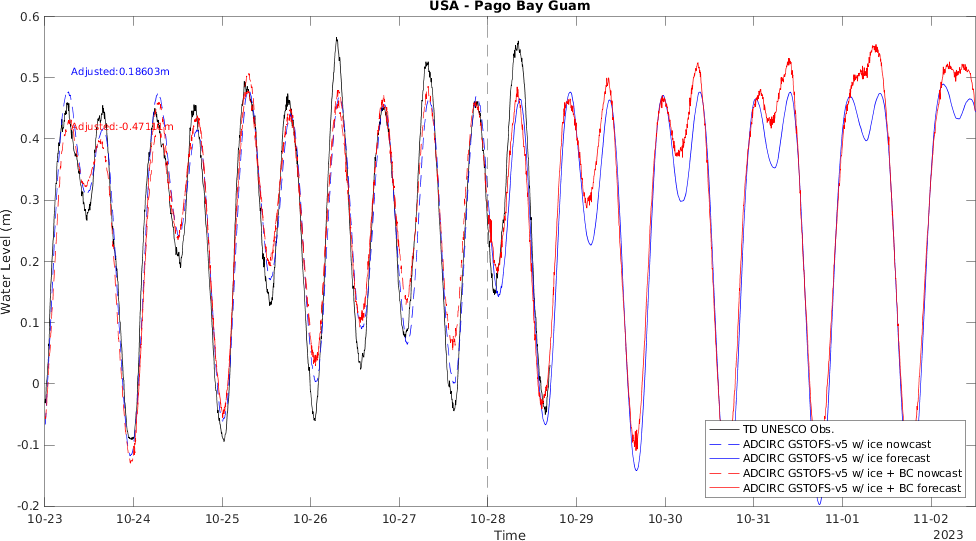 USA - Pago Bay Guam
0.6
0.5
0.4
0.3
0.2
0.1
0
-0.1
-0.2
Water Level (m)
Adjusted:0.18603m
TD UNESCO Obs.
ADCIRC GSTOFS-v5 w/ ice nowcast
ADCIRC GSTOFS-v5 w/ ice forecast
ADCIRC GSTOFS-v5 w/ ice + BC nowcast
ADCIRC GSTOFS-v5 w/ ice + BC forecast
10-23 10-24 10-25 10-26 10-27 10-28 10-29 10-30 10-31 11-01 11-02
Time
2023